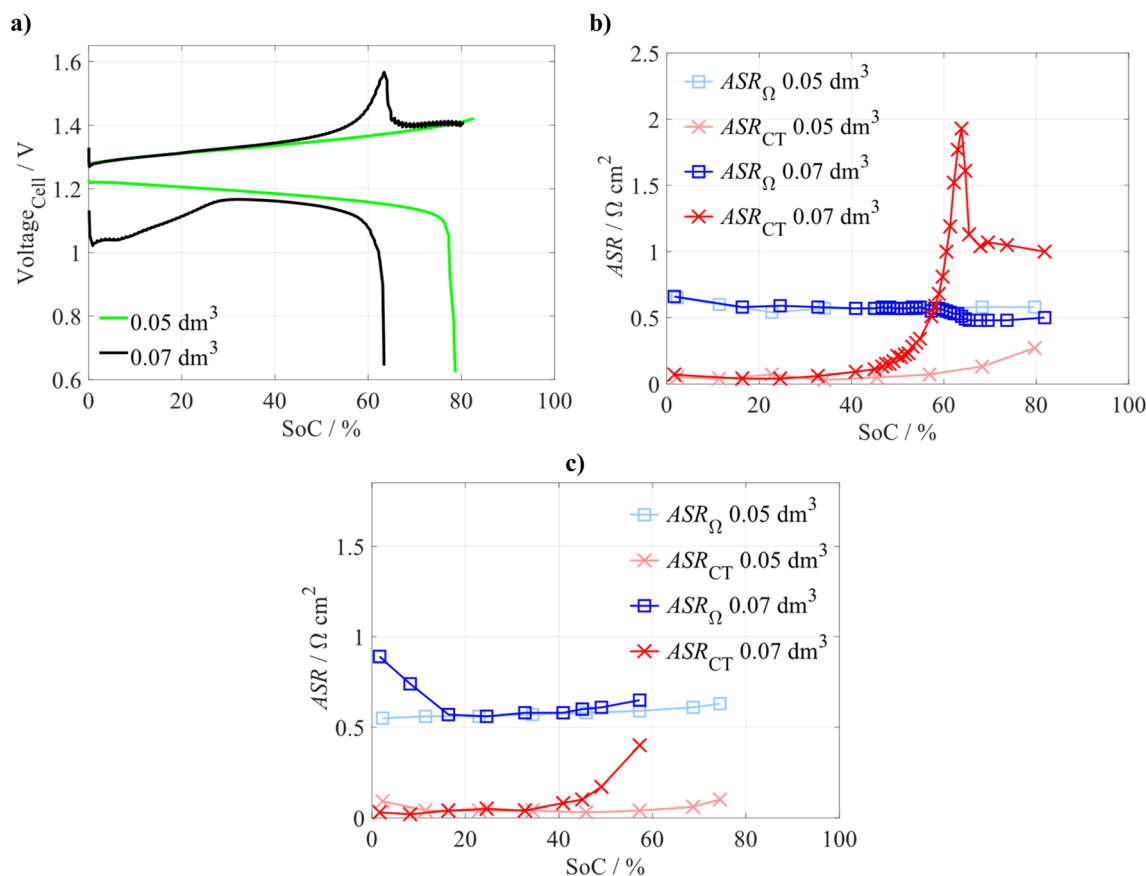 a)
Voltage_Cell / V
1.6
1.4
1.2
1
0.8
0.6
0.05 dm³
0.07 dm³
0 20 40 60 80 100
SoC / %
b)
ASR / Ω cm²
2.5
2
1.5
1
0.5
0
ASR_Ω 0.05 dm³
ASR_CT 0.05 dm³
ASR_Ω 0.07 dm³
ASR_CT 0.07 dm³
0 20 40 60 80 100
SoC / %
c)
ASR / Ω cm²
1.5
1
0.5
0
ASR_Ω 0.05 dm³
ASR_CT 0.05 dm³
ASR_Ω 0.07 dm³
ASR_CT 0.07 dm³
0 20 40 60 80 100
SoC / %